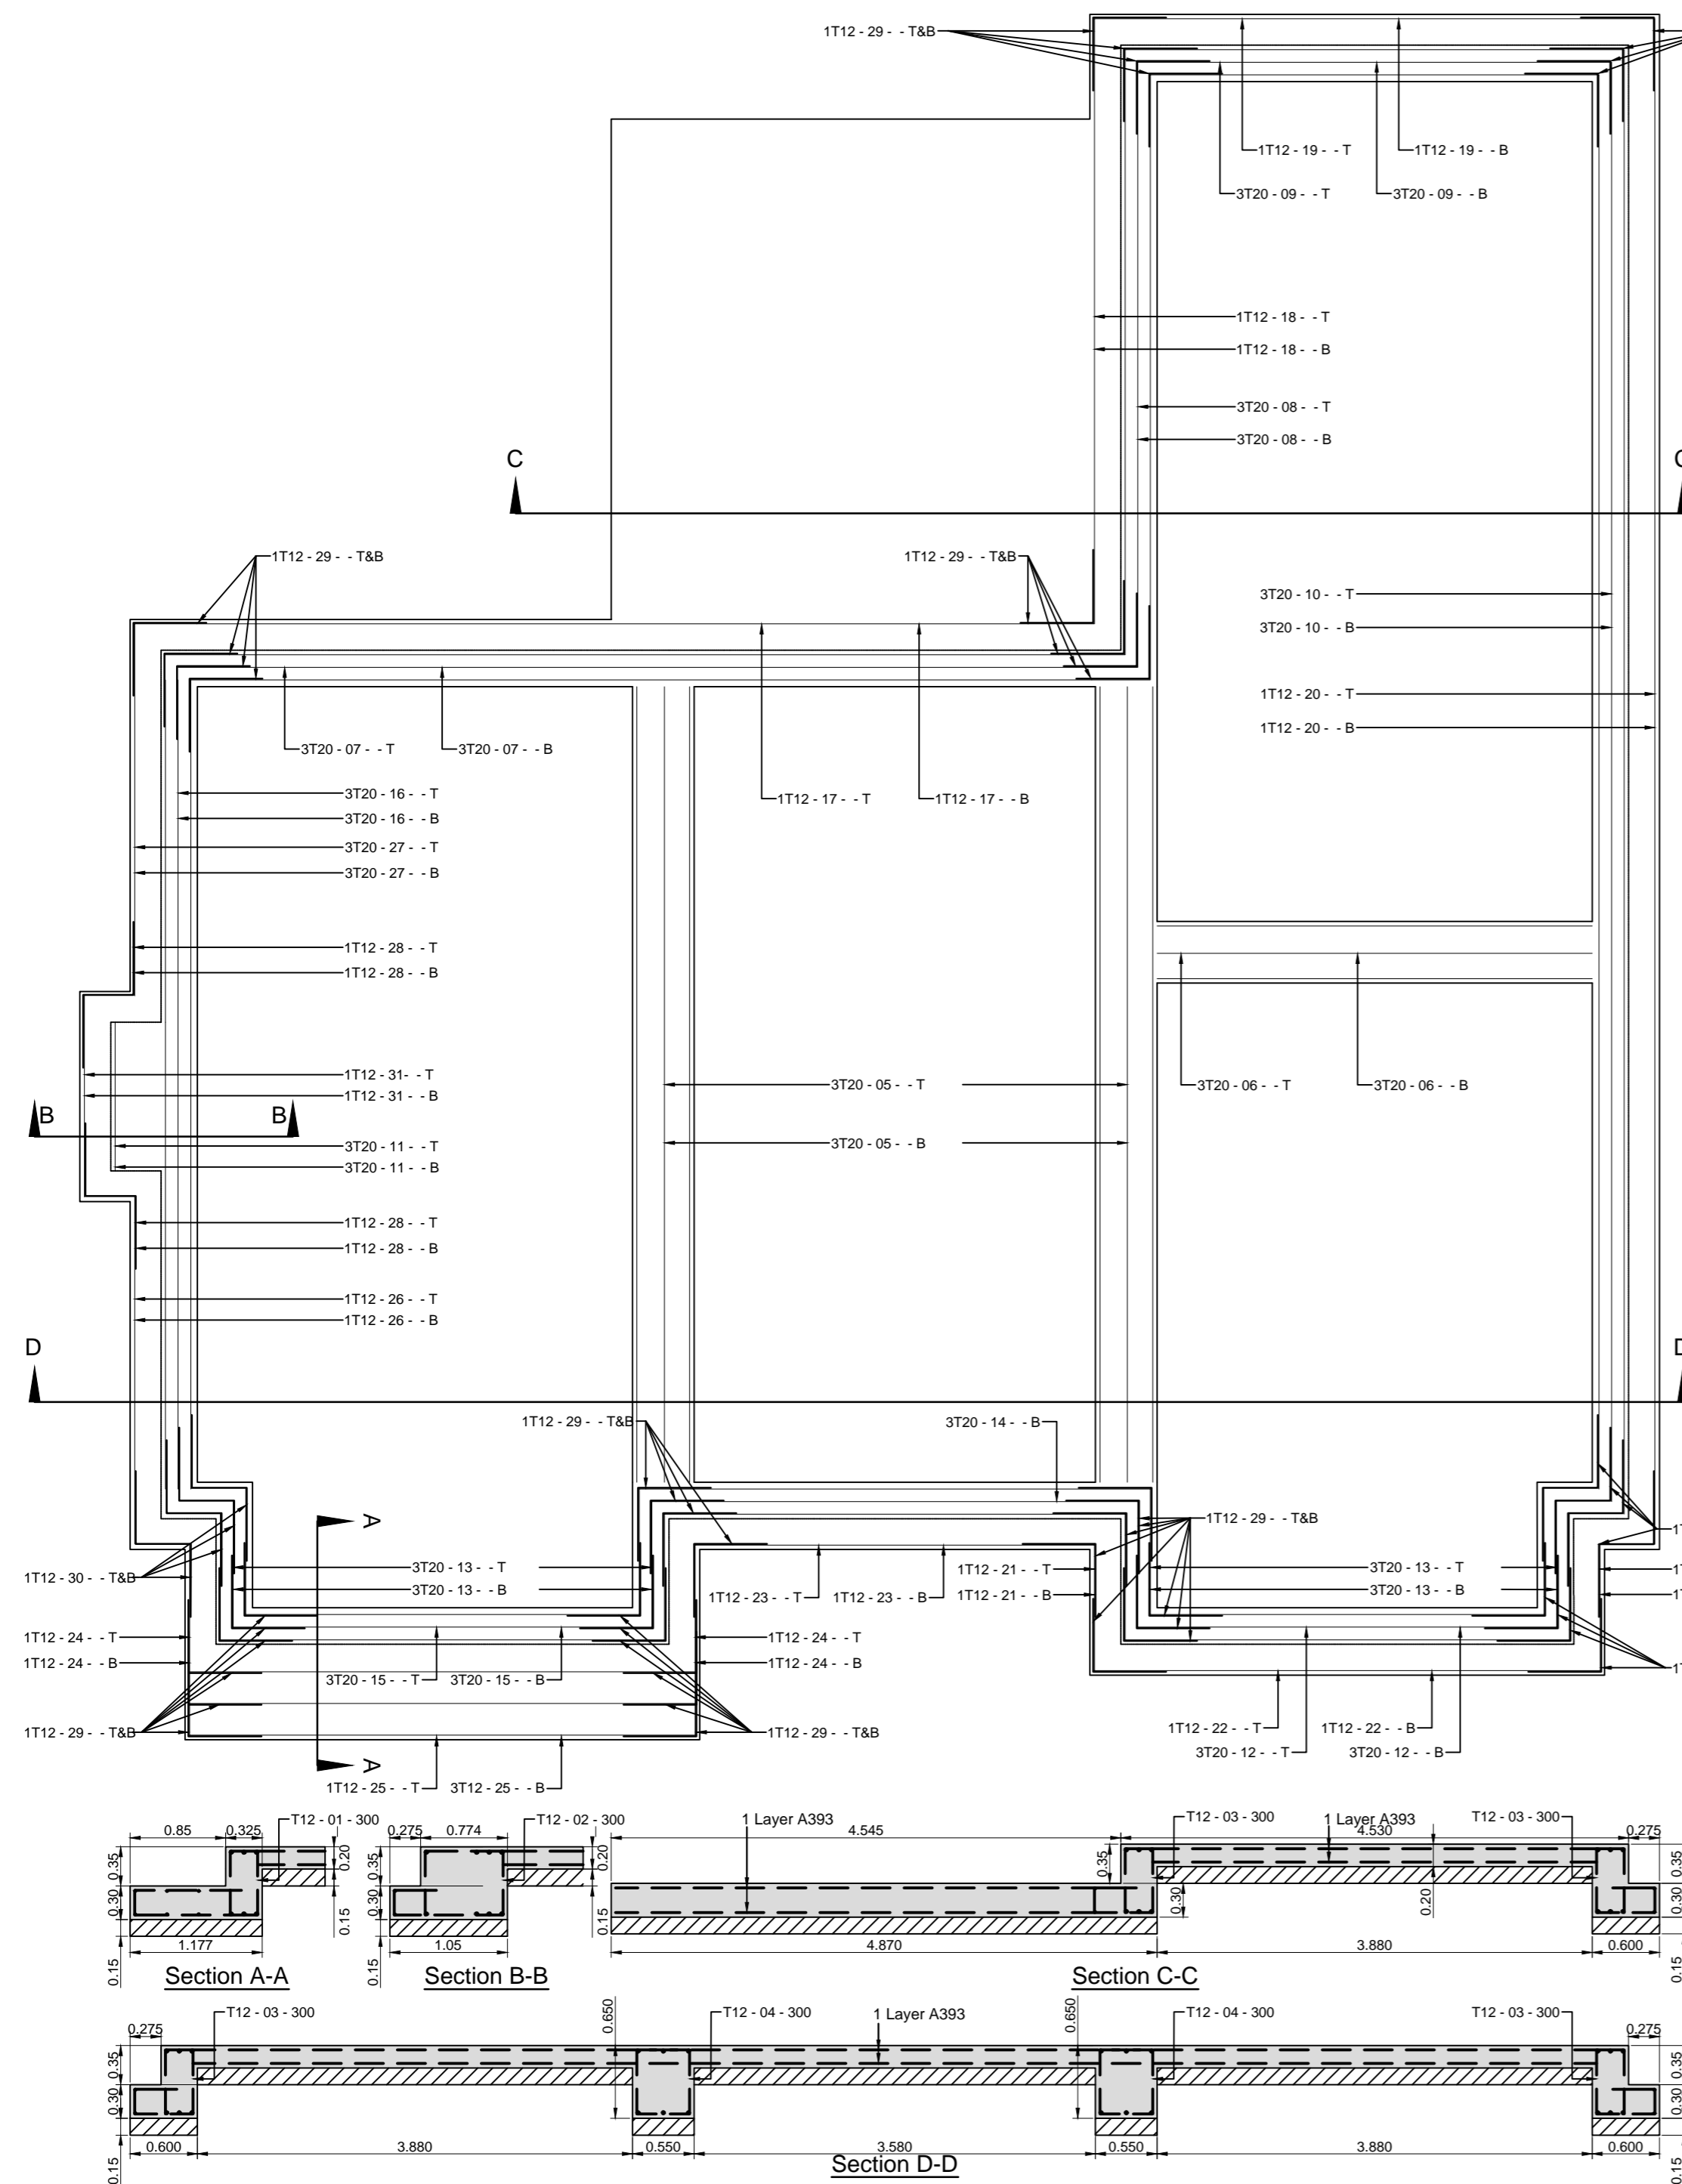 1T12 - 29 - - T&B
1T12 - 19 - - T
1T12 - 19 - - B
3T20 - 09 - - T
3T20 - 09 - - B
1T12 - 18 - - T
1T12 - 18 - - B
3T20 - 08 - - T
3T20 - 08 - - B
C
1T12 - 29 - - T&B
1T12 - 29 - - T&B
3T20 - 10 - - T
3T20 - 10 - - B
1T12 - 20 - - T
1T12 - 20 - - B
3T20 - 07 - - T
3T20 - 07 - - B
3T20 - 16 - - T
1T12 - 17 - - T
1T12 - 17 - - B
3T20 - 16 - - B
3T20 - 27 - - T
3T20 - 27 - - B
1T12 - 28 - - T
1T12 - 28 - - B
1T12 - 31- - T
3T20 - 05 - - T
3T20 - 06 - - T
3T20 - 06 - - B
1T12 - 31 - - B
B
B
3T20 - 11 - - T
3T20 - 05 - - B
3T20 - 11 - - B
1T12 - 28 - - T
1T12 - 28 - - B
1T12 - 26 - - T
1T12 - 26 - - B
D
1T12 - 29 - - T&B
3T20 - 14 - - B
A
1T12 - 29 - - T&B
1T12 - 30 - - T&B
3T20 - 13 - - T
3T20 - 13 - - B
1T12 - 23 - - T
1T12 - 23 - - B
1T12 - 21 - - T
1T12 - 21 - - B
3T20 - 13 - - T
3T20 - 13 - - B
1T12 - 24 - - T
1T12 - 24 - - B
3T20 - 15 - - T
3T20 - 15 - - B
1T12 - 24 - - T
1T12 - 24 - - B
1T12 - 29 - - T&B
1T12 - 29 - - T&B
1T12 - 22 - - T
1T12 - 22 - - B
3T20 - 12 - - T
3T20 - 12 - - B
A
1T12 - 25 - - T
3T12 - 25 - - B
T12 - 01 - 300
0.85
0.325
0.35
0.30
0.20
0.15
1.177
0.15
Section A-A
T12 - 02 - 300
0.275
0.774
0.35
0.30
0.20
0.15
1.05
0.15
Section B-B
1 Layer A393
4.545
T12 - 03 - 300
1 Layer A393
T12 - 03 - 300
4.530
0.275
0.35
0.30
0.20
0.35
0.30
4.870
3.880
0.600
0.15
Section C-C
T12 - 03 - 300
0.275
0.35
0.30
0.650
T12 - 04 - 300
1 Layer A393
0.650
T12 - 04 - 300
T12 - 03 - 300
0.275
0.35
0.30
0.600
3.880
0.550
3.580
0.550
3.880
0.600
0.15
0.15
Section D-D